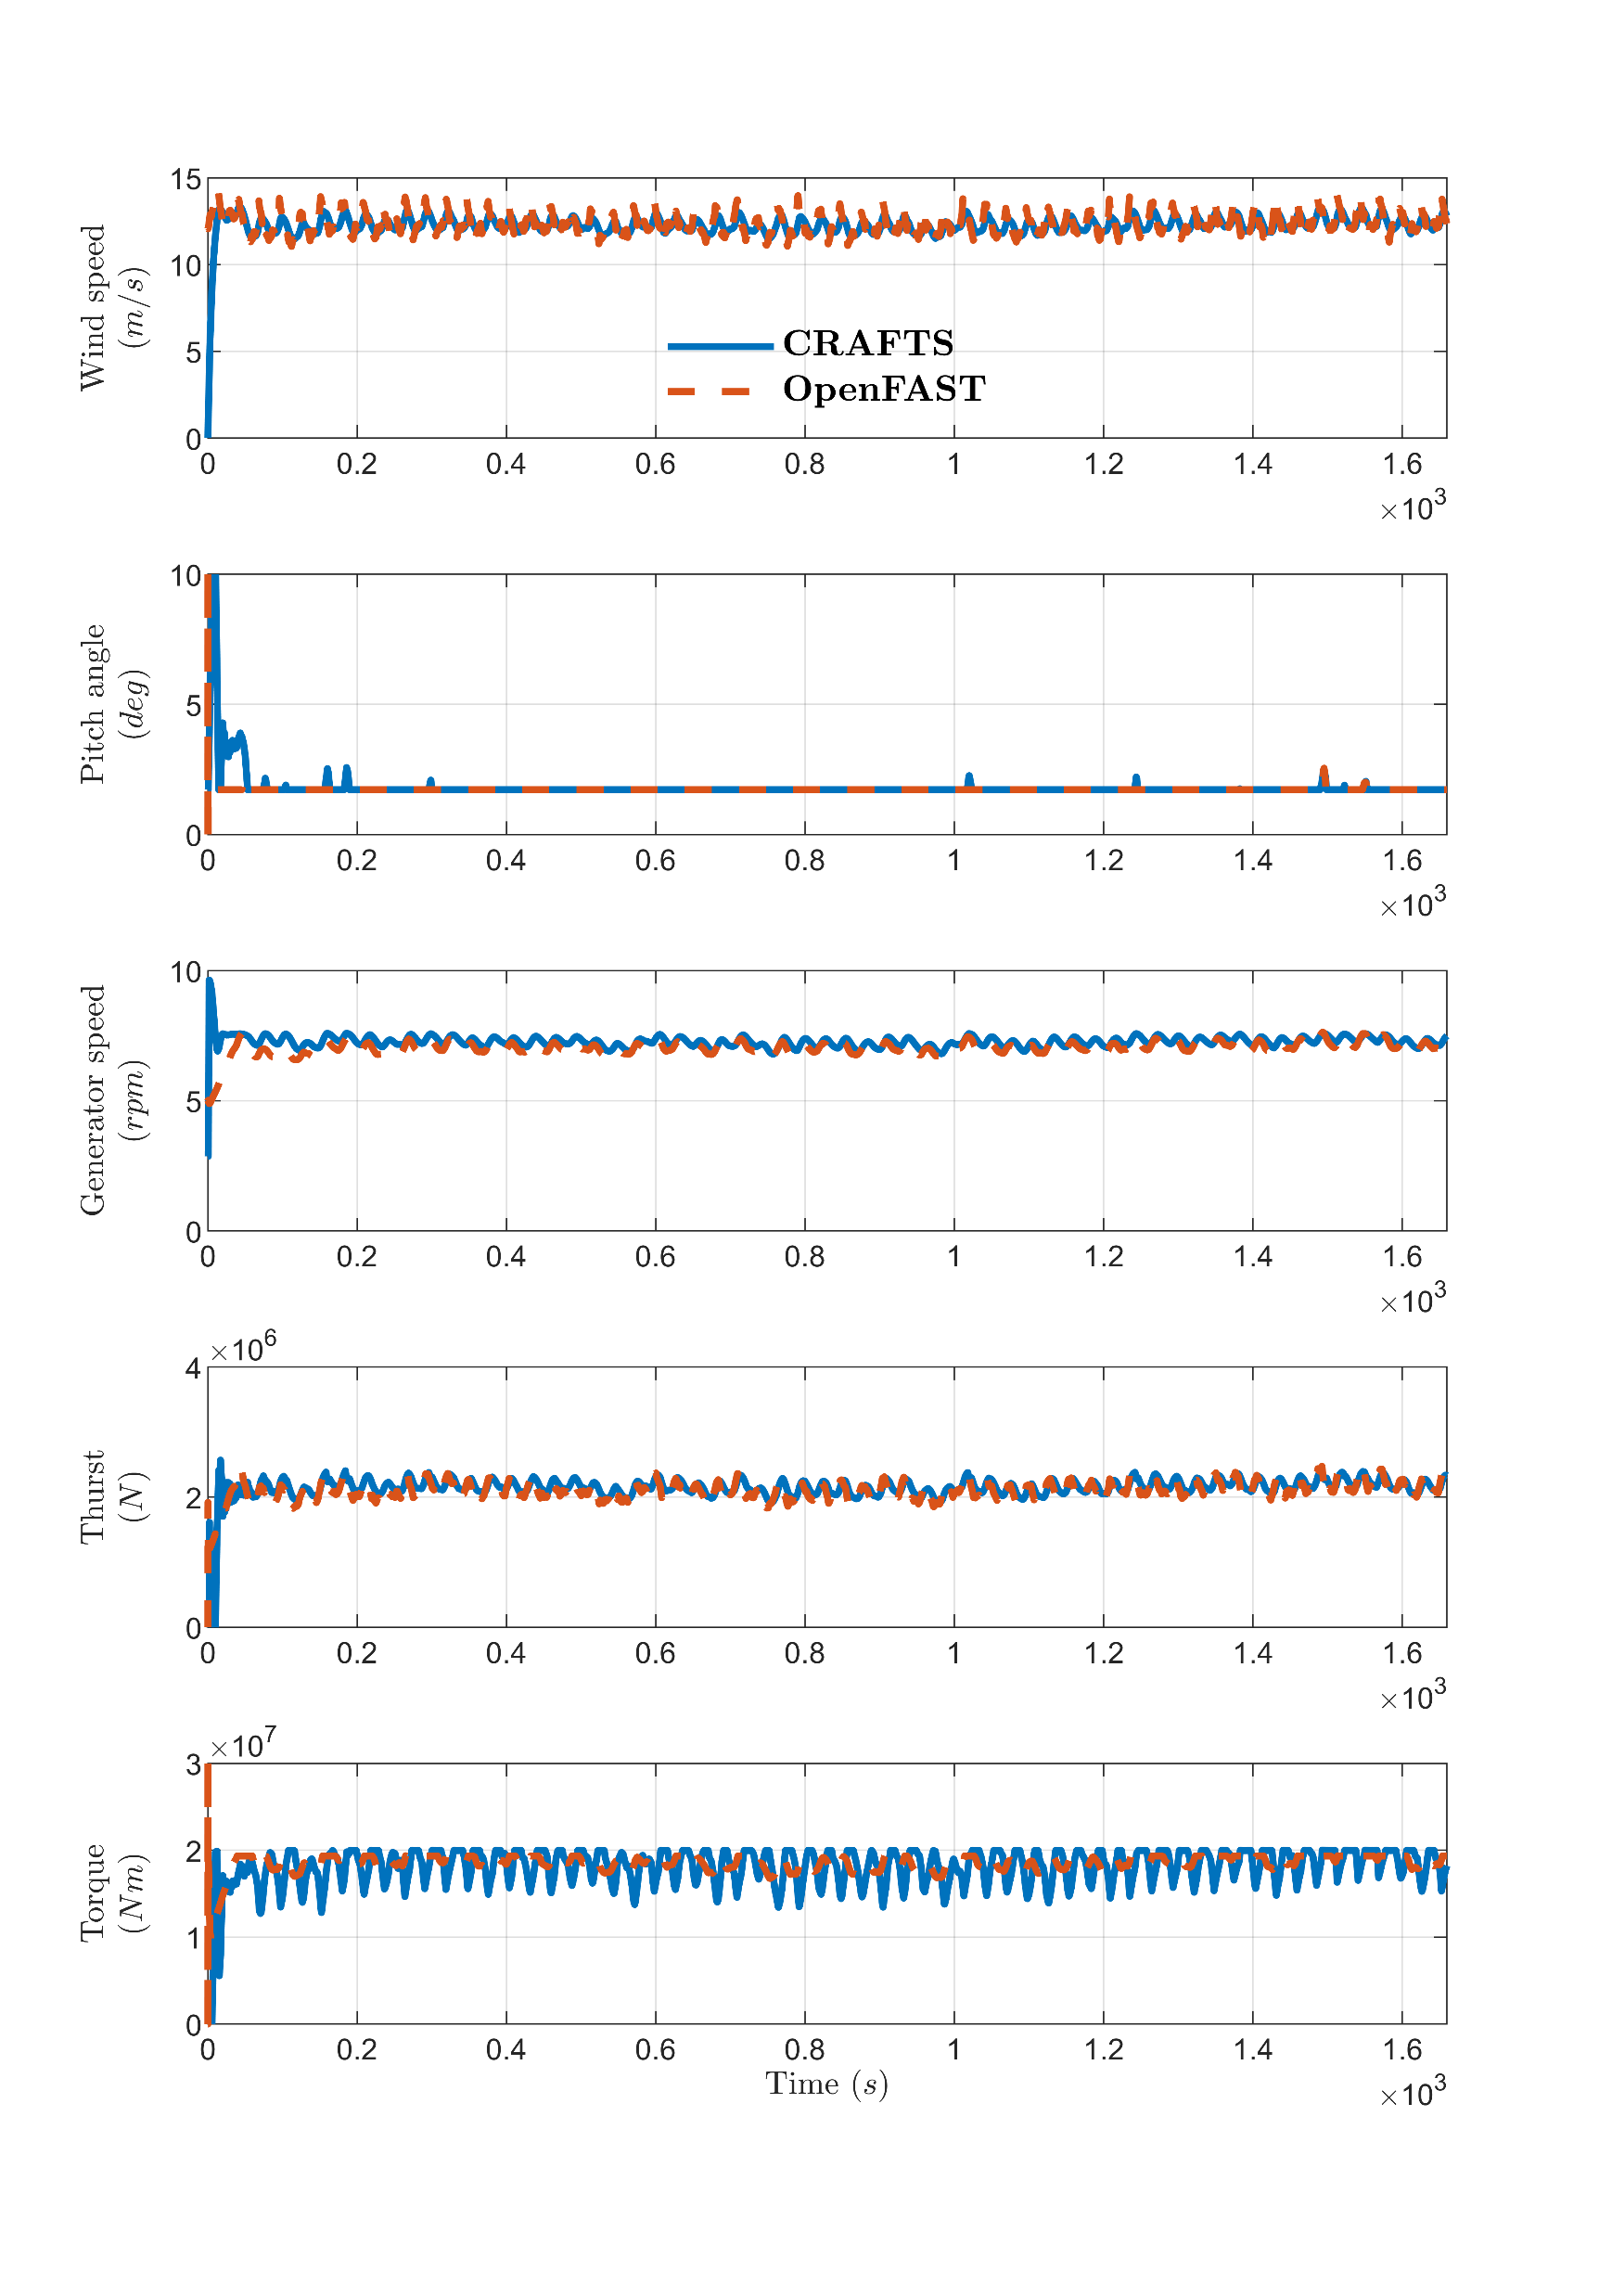 15
10
5
0
Wind speed
(m/s)
CRAFTS
OpenFAST
0 0.2 0.4 0.6 0.8 1 1.2 1.4 1.6
×10³
10
5
0
Pitch angle
(deg)
0 0.2 0.4 0.6 0.8 1 1.2 1.4 1.6
×10³
10
5
0
Generator speed
(rpm)
0 0.2 0.4 0.6 0.8 1 1.2 1.4 1.6
×10³
×10⁶
4
2
0
Thurst
(N)
0 0.2 0.4 0.6 0.8 1 1.2 1.4 1.6
×10³
×10⁷
3
2
1
0
Torque
(Nm)
0 0.2 0.4 0.6 0.8 1 1.2 1.4 1.6
Time (s)
×10³